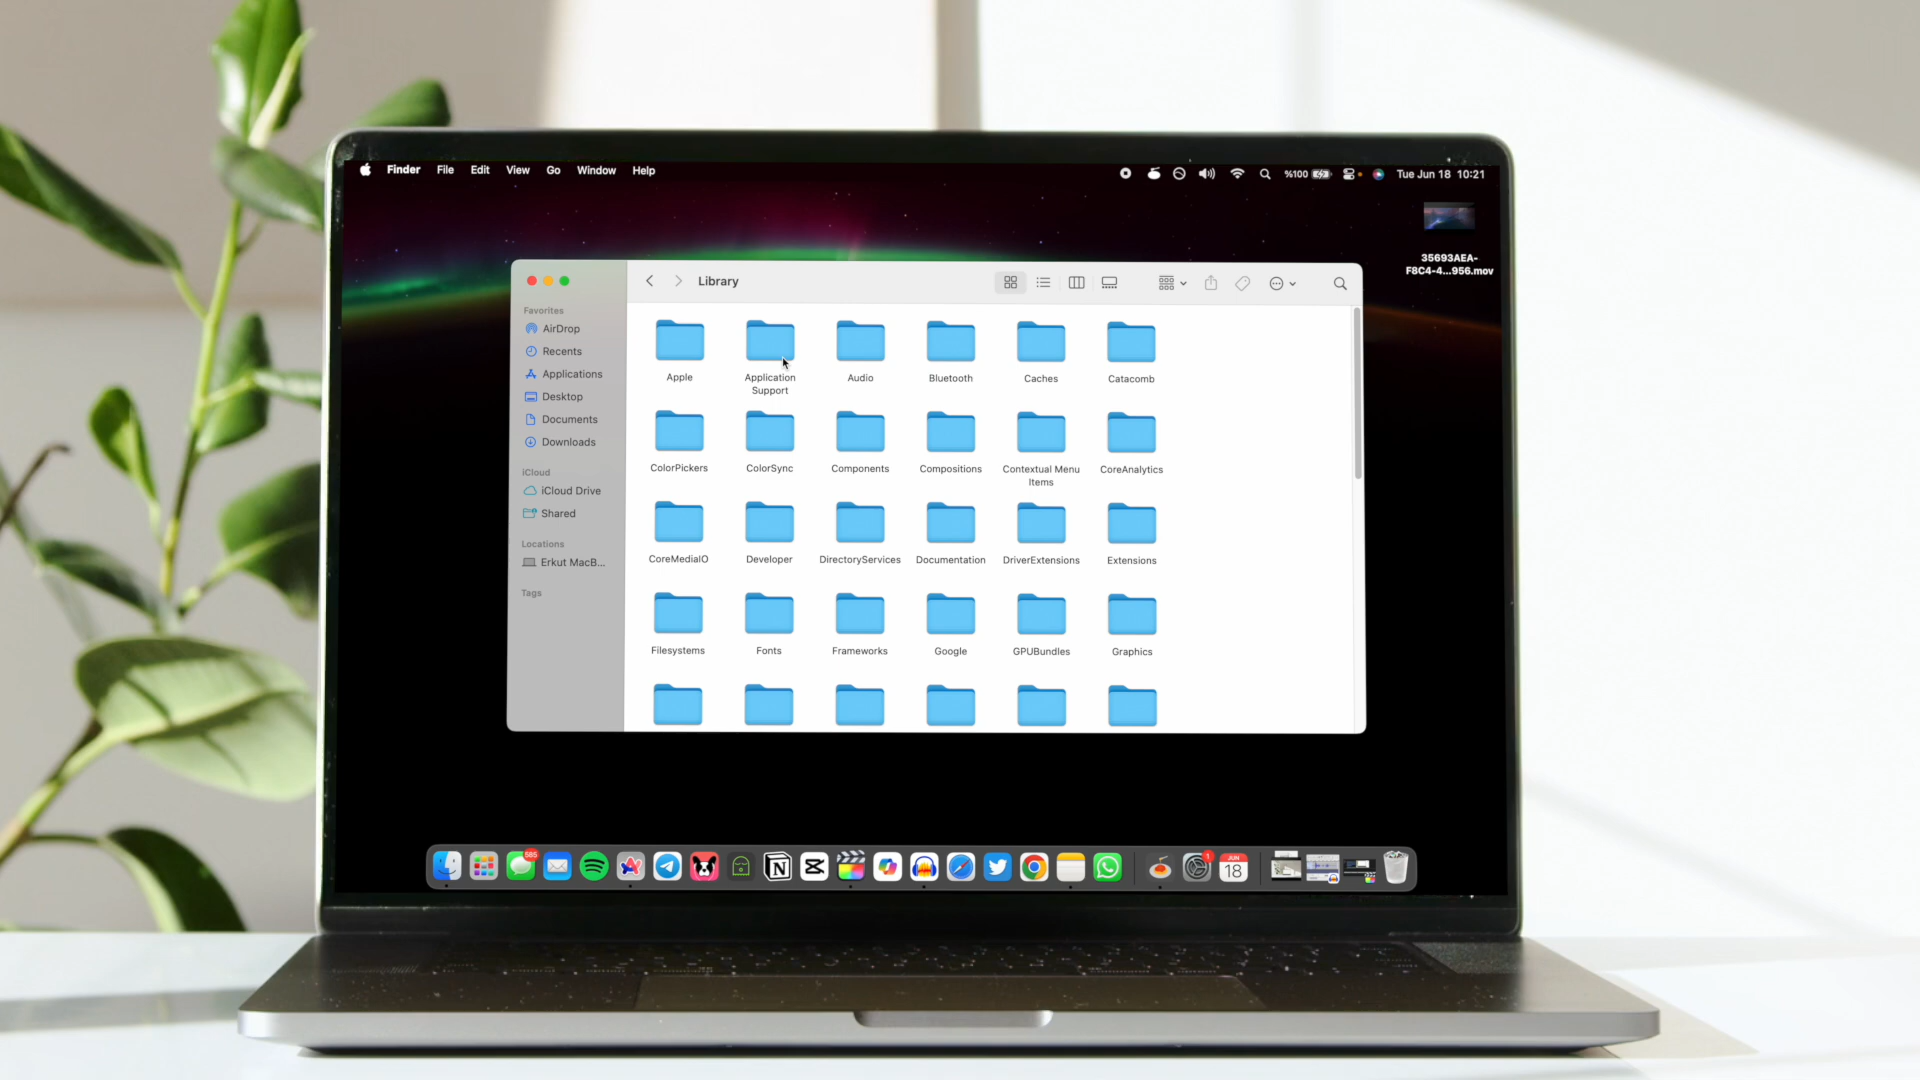 Finder File Edit View Go Window Help
%100
Tue Jun 18 10:21
35693AEA-
F8C4-4...956.mov
Library
Favorites
AirDrop
Recents
Applications
Desktop
Documents
Downloads
iCloud
iCloud Drive
Shared
Locations
Erkut MacB...
Tags
Apple
Application
Support
Audio
Bluetooth
Caches
Catacomb
ColorPickers
ColorSync
Components
Compositions
Contextual Menu
Items
CoreAnalytics
CoreMediaIO
Developer
DirectoryServices
Documentation
DriverExtensions
Extensions
Filesystems
Fonts
Frameworks
Google
GPUBundles
Graphics
585
1
JUN
18